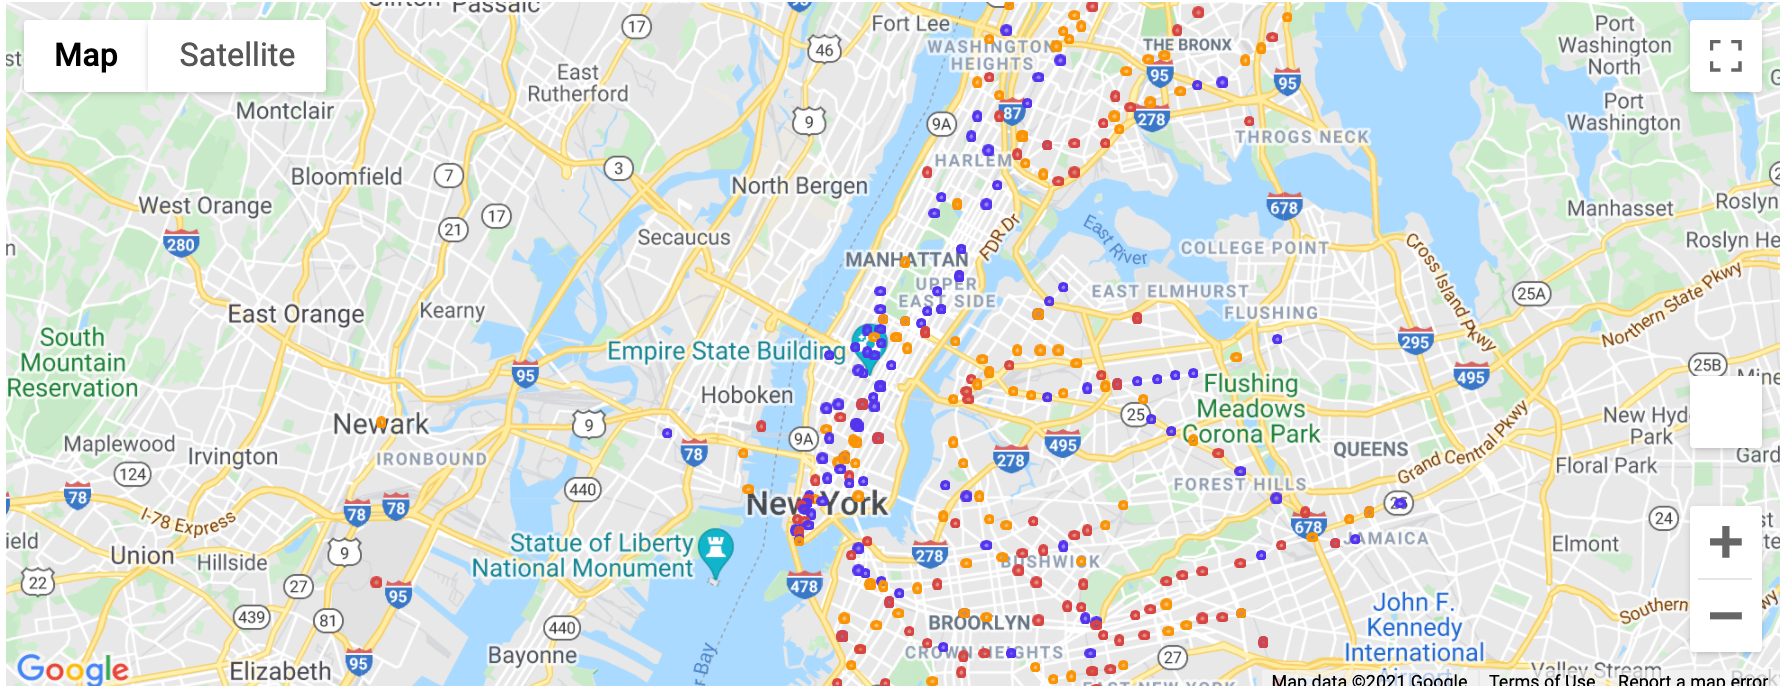 Map
Satellite
Passaic
17
46
Fort Lee
WASHINGTON
HEIGHTS
THE BRONX
95
95
Port
Washington
North
East
Rutherford
Montclair
9
9A
87
278
Port
Washington
THROGS NECK
HARLEM
3
7
Bloomfield
North Bergen
West Orange
17
21
280
Secaucus
FDR Dr
East River
678
Manhasset
Roslyn
COLLEGE POINT
Cross Island Pkwy
Roslyn He
MANHATTAN
UPPER
EAST SIDE
EAST ELMHURST
FLUSHING
25A
Northern State Pkwy
East Orange
Kearny
South
Mountain
Reservation
Empire State Building
295
95
25B
495
Hoboken
Flushing
Meadows
Corona Park
25
New Hyd
Park
Newark
9
9A
Maplewood
Irvington
IRONBOUND
78
278
495
QUEENS
Grand Central Pkwy
Floral Park
Gard
124
440
FOREST HILLS
78
78
78
I-78 Express
New York
678
24
JAMAICA
Union
Hillside
9
Statue of Liberty
National Monument
278
BUSHWICK
Elmont
22
27
95
478
439
81
440
BROOKLYN
CROWN HEIGHTS
John F.
Kennedy
International
Southern
Google
Elizabeth
95
Bayonne
27
EAST NEW YORK
Valley Stream
Map data ©2021 Google
Terms of Use
Report a map error